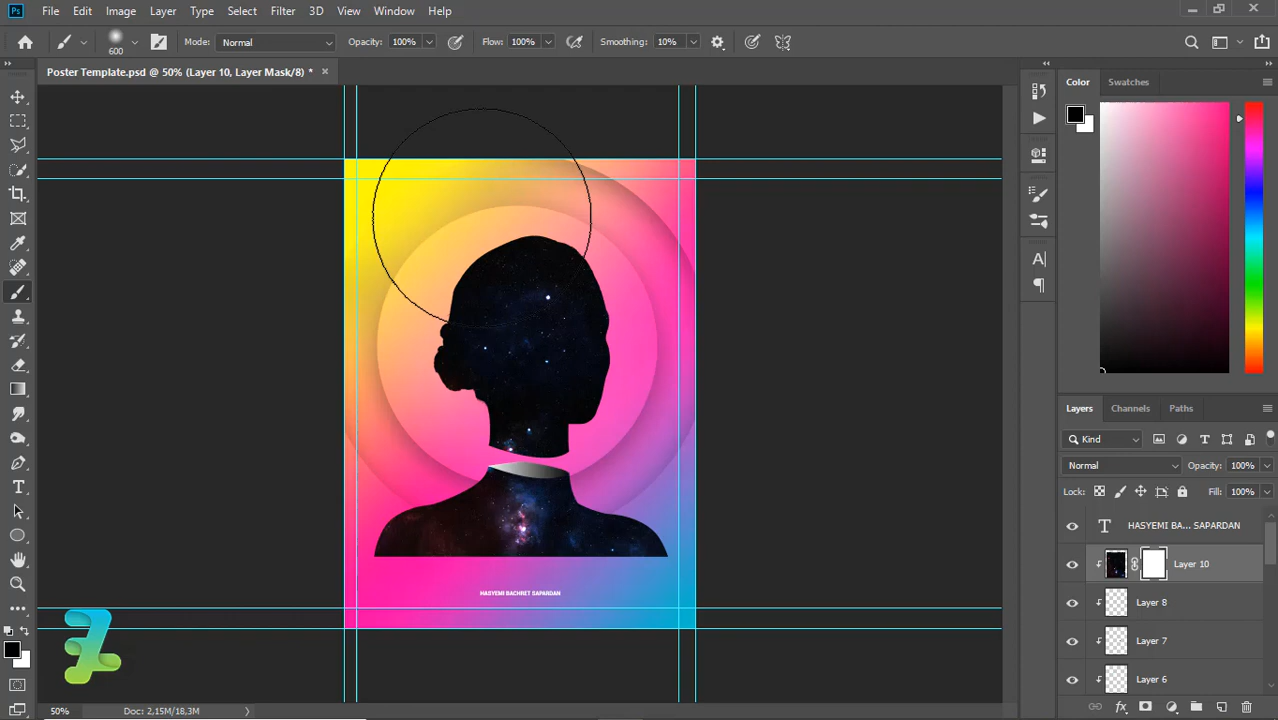 Ps File Edit Image Layer Type Select Filter 3D View Window Help
600 Mode: Normal Opacity: 100% Flow: 100% Smoothing: 10%
Poster Template.psd @ 50% (Layer 10, Layer Mask/8) *
Color Swatches
HASYEMI BACHRET SAPARDAN
Layers Channels Paths
Kind
Normal Opacity: 100%
Lock: Fill: 100%
HASYEMI BA... SAPARDAN
Layer 10
Layer 8
Layer 7
Layer 6
50% Doc: 2,15M/18,3M